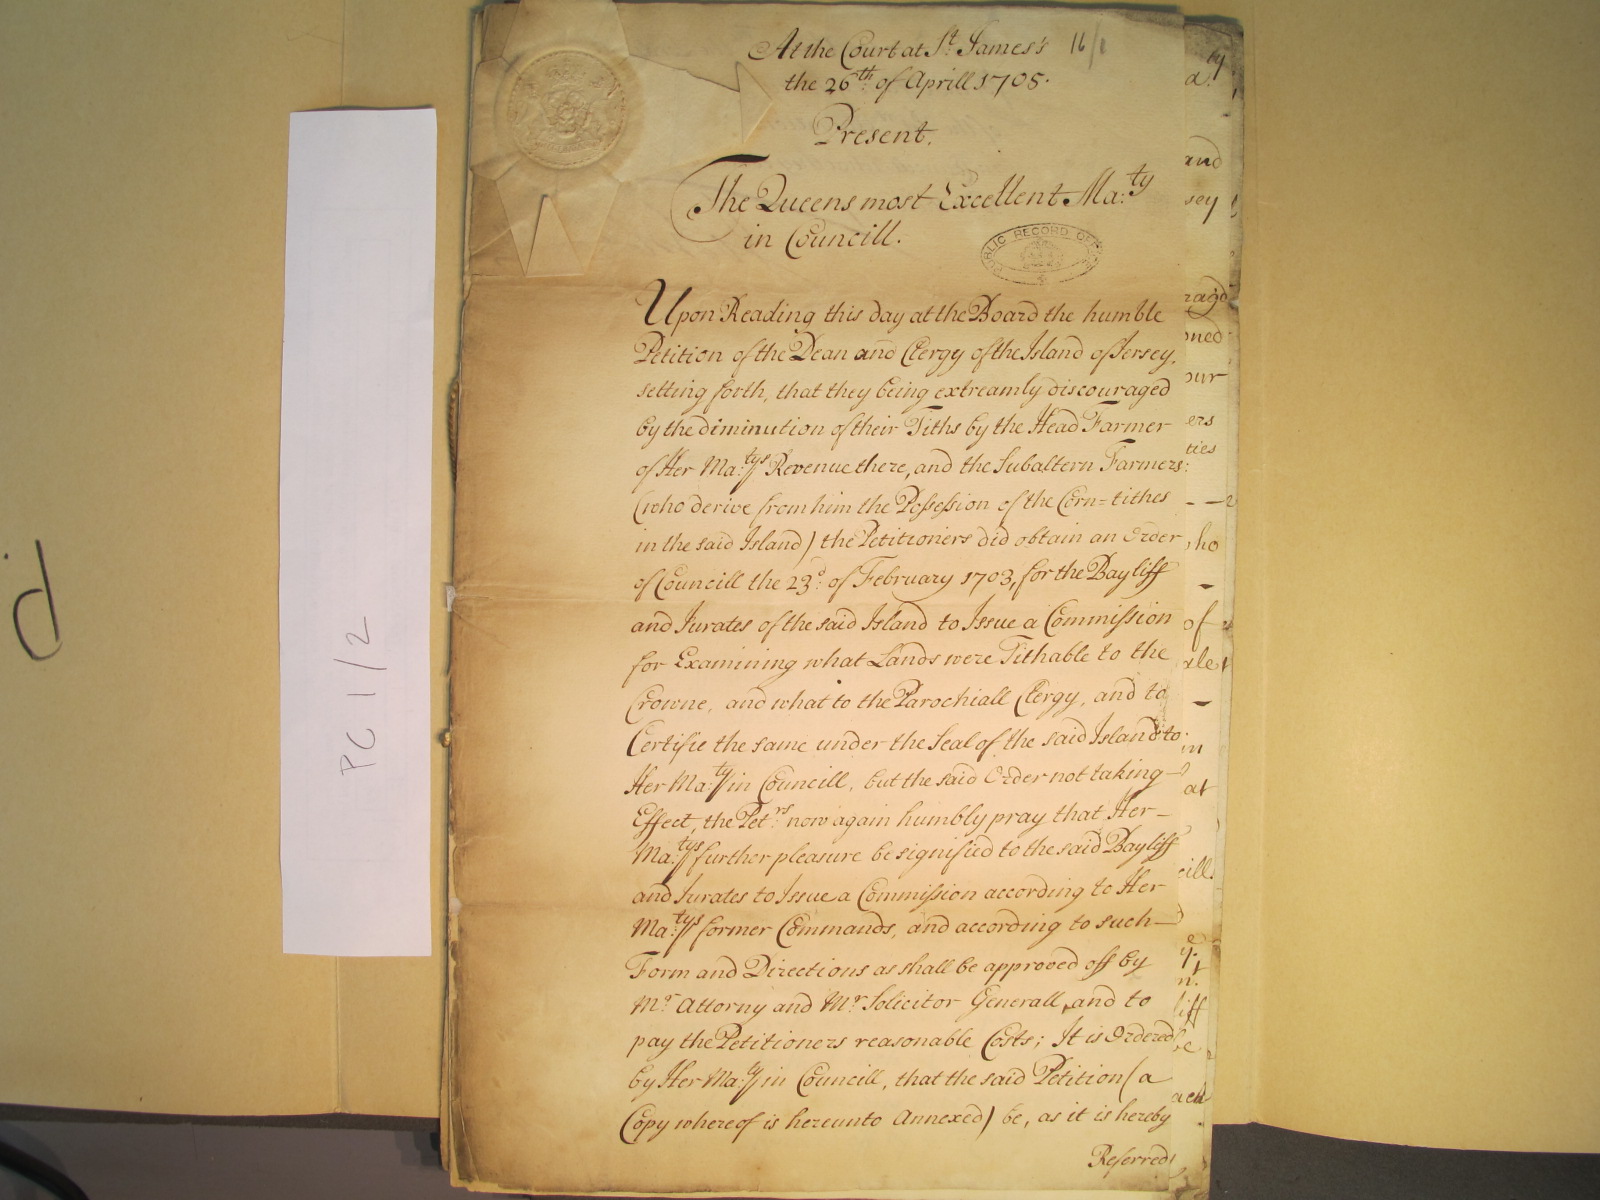 At the Court at St. James's
16/1
the 26th. of Aprill 1705.
Present.
The Queens most Excellent Ma:ty
in Councill.
PUBLIC RECORD OFFICE
Upon Reading this day at the Board the humble
Petition of the Dean and Clergy of the Island of Jersey,
setting forth, that they being extreamly discouraged
by the diminution of their Tiths by the Head Farmer
of Her Ma:tys Revenue there, and the Subaltern Farmers:
(who derive from him the Possession of the Corn=tithes
in the said Island) the Petitioners did obtain an Order
of Councill the 23d: of February 1703, for the Bayliff
and Jurates of the said Island to Issue a Commission
for Examining what Lands were Tithable to the
Crowne, and what to the Parochiall Clergy, and to
Certifie the same under the Seal of the said Island to
Her Ma:ty in Councill, but the said Order not taking
Effect, the Petrs: now again humbly pray that Her
Ma:tys further pleasure be signified to the said Bayliff
and Jurates to Issue a Commission according to Her
Ma:tys former Commands, and according to such
Form and Directions as shall be approved off by
Mr. Attorny and Mr. Solicitor Generall, and to
pay the Petitioners reasonable Costs; It is Ordered
by Her Ma:ty in Councill, that the said Petition (a
Copy whereof is hereunto Annexed) be, as it is hereby
Referred
PC 1/2
d